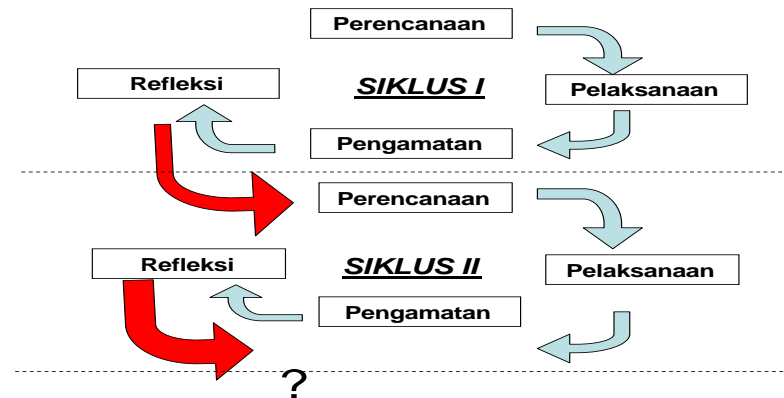 Perencanaan
Refleksi
SIKLUS I
Pelaksanaan
Pengamatan
Perencanaan
Refleksi
SIKLUS II
Pelaksanaan
Pengamatan
?